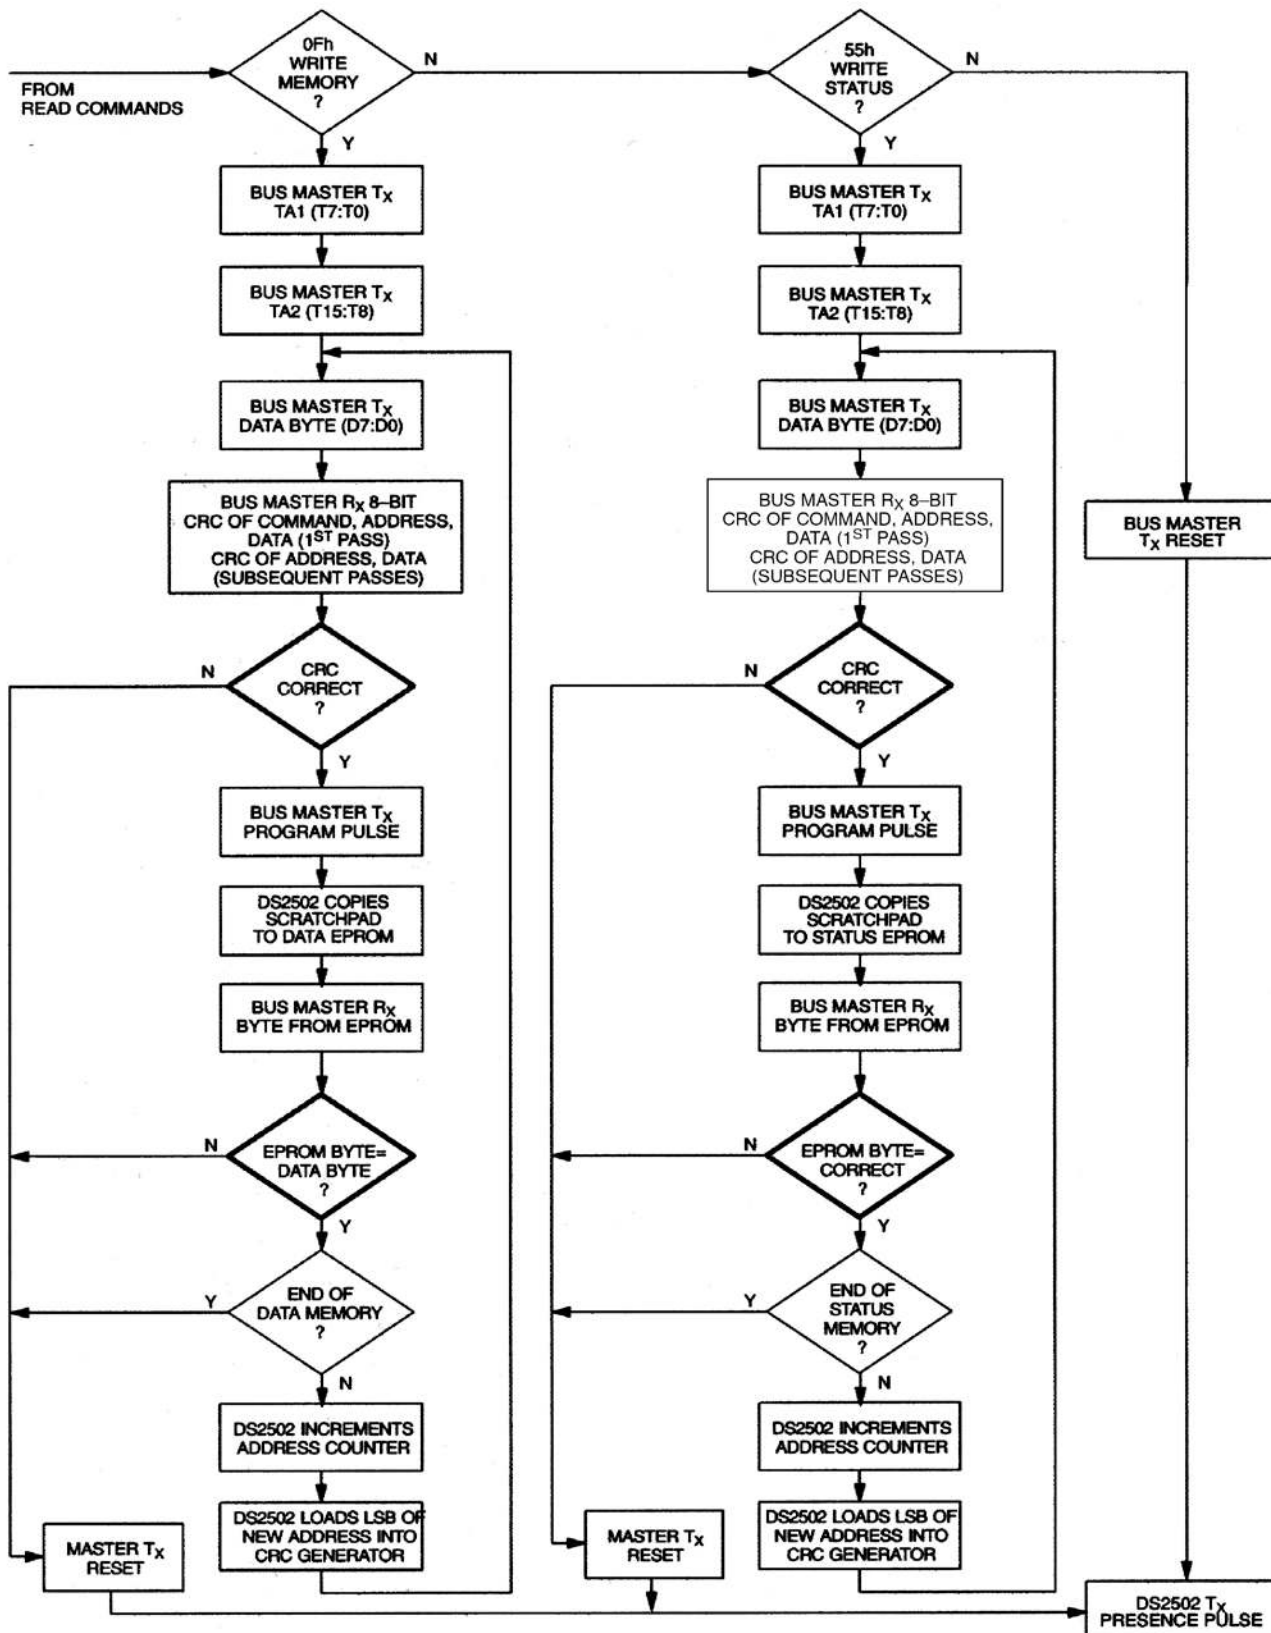 0Fh
WRITE
MEMORY
?
N
Y
FROM
READ COMMANDS
BUS MASTER TX
TA1 (T7:T0)
BUS MASTER TX
TA2 (T15:T8)
BUS MASTER TX
DATA BYTE (D7:D0)
BUS MASTER RX 8–BIT
CRC OF COMMAND, ADDRESS,
DATA (1ST PASS)
CRC OF ADDRESS, DATA
(SUBSEQUENT PASSES)
CRC
CORRECT
?
N
Y
BUS MASTER TX
PROGRAM PULSE
DS2502 COPIES
SCRATCHPAD
TO DATA EPROM
BUS MASTER RX
BYTE FROM EPROM
EPROM BYTE=
DATA BYTE
?
N
Y
END OF
DATA MEMORY
?
Y
N
DS2502 INCREMENTS
ADDRESS COUNTER
DS2502 LOADS LSB OF
NEW ADDRESS INTO
CRC GENERATOR
MASTER TX
RESET
55h
WRITE
STATUS
?
N
Y
BUS MASTER TX
TA1 (T7:T0)
BUS MASTER TX
TA2 (T15:T8)
BUS MASTER TX
DATA BYTE (D7:D0)
BUS MASTER RX 8–BIT
CRC OF COMMAND, ADDRESS,
DATA (1ST PASS)
CRC OF ADDRESS, DATA
(SUBSEQUENT PASSES)
CRC
CORRECT
?
N
Y
BUS MASTER TX
PROGRAM PULSE
DS2502 COPIES
SCRATCHPAD
TO STATUS EPROM
BUS MASTER RX
BYTE FROM EPROM
EPROM BYTE=
CORRECT
?
N
Y
END OF
STATUS
MEMORY
?
Y
N
DS2502 INCREMENTS
ADDRESS COUNTER
DS2502 LOADS LSB OF
NEW ADDRESS INTO
CRC GENERATOR
MASTER TX
RESET
BUS MASTER
TX RESET
DS2502 TX
PRESENCE PULSE